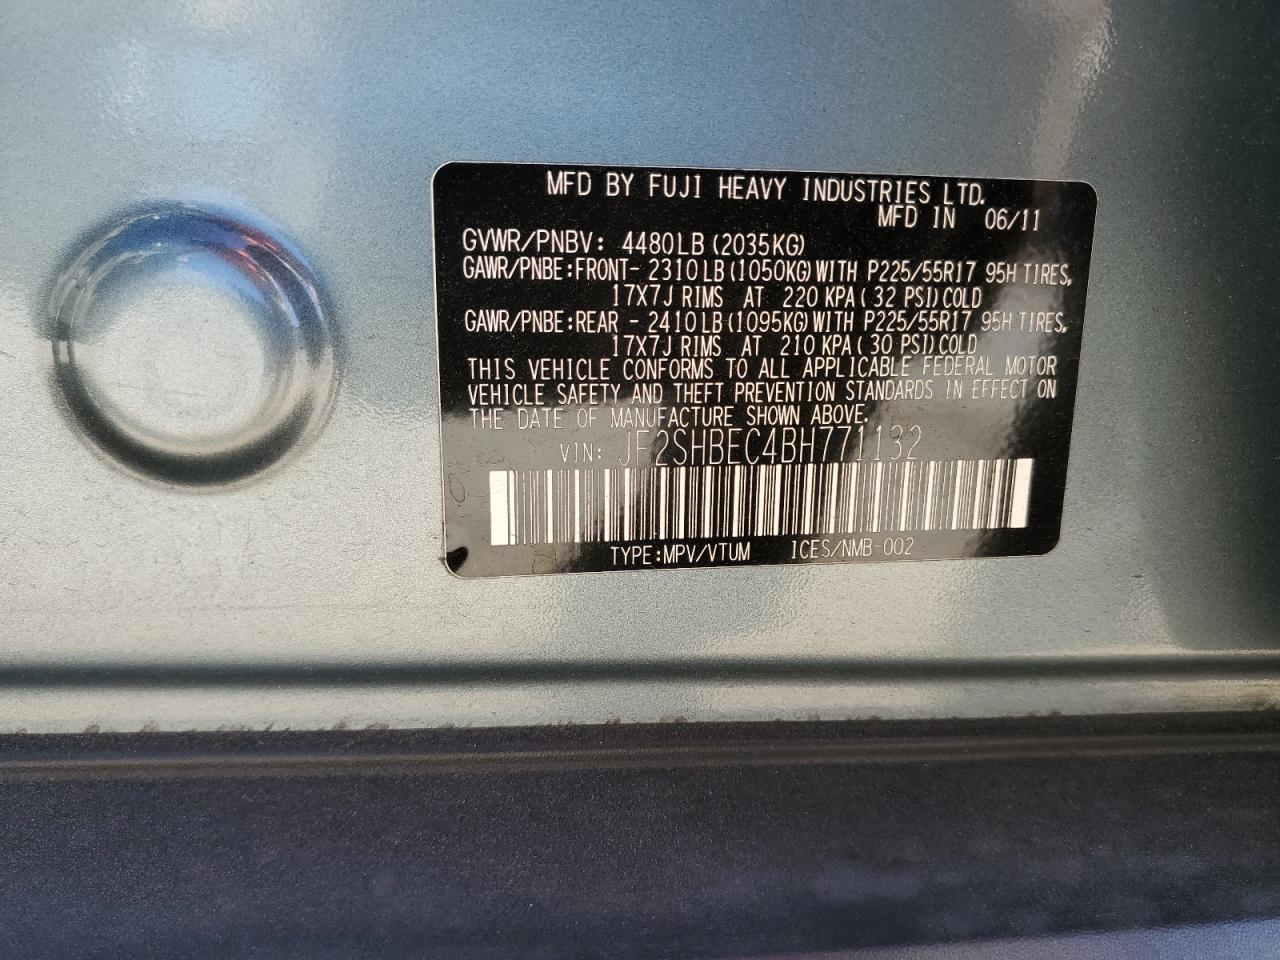 MFD BY FUJI HEAVY INDUSTRIES LTD.
MFD IN 06/11
GVWR/PNBV: 4480LB (2035KG)
GAWR/PNBE:FRONT- 2310LB(1050KG)WITH P225/55R17 95H TIRES,
17X7J RIMS AT 220 KPA( 32 PSI)COLD
GAWR/PNBE:REAR - 2410LB(1095KG)WITH P225/55R17 95H TIRES,
17X7J RIMS AT 210 KPA( 30 PSI)COLD
THIS VEHICLE CONFORMS TO ALL APPLICABLE FEDERAL MOTOR
VEHICLE SAFETY AND THEFT PREVENTION STANDARDS IN EFFECT ON
THE DATE OF MANUFACTURE SHOWN ABOVE.
VIN: JF2SHBEC4BH771132
TYPE:MPV/VTUM ICES/NMB-002